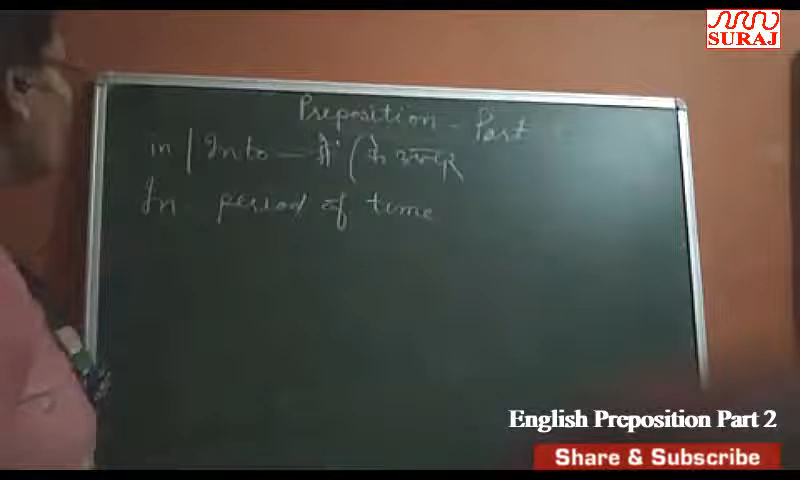 SURAJ
Preposition - Part
in / Into — में (के अन्दर
In period of time
English Preposition Part 2
Share & Subscribe